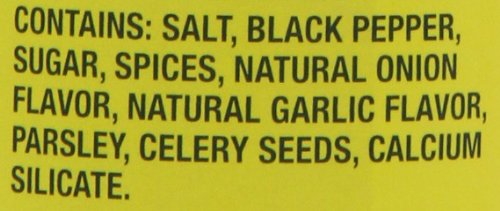 CONTAINS: SALT, BLACK PEPPER,
SUGAR, SPICES, NATURAL ONION
FLAVOR, NATURAL GARLIC FLAVOR,
PARSLEY, CELERY SEEDS, CALCIUM
SILICATE.